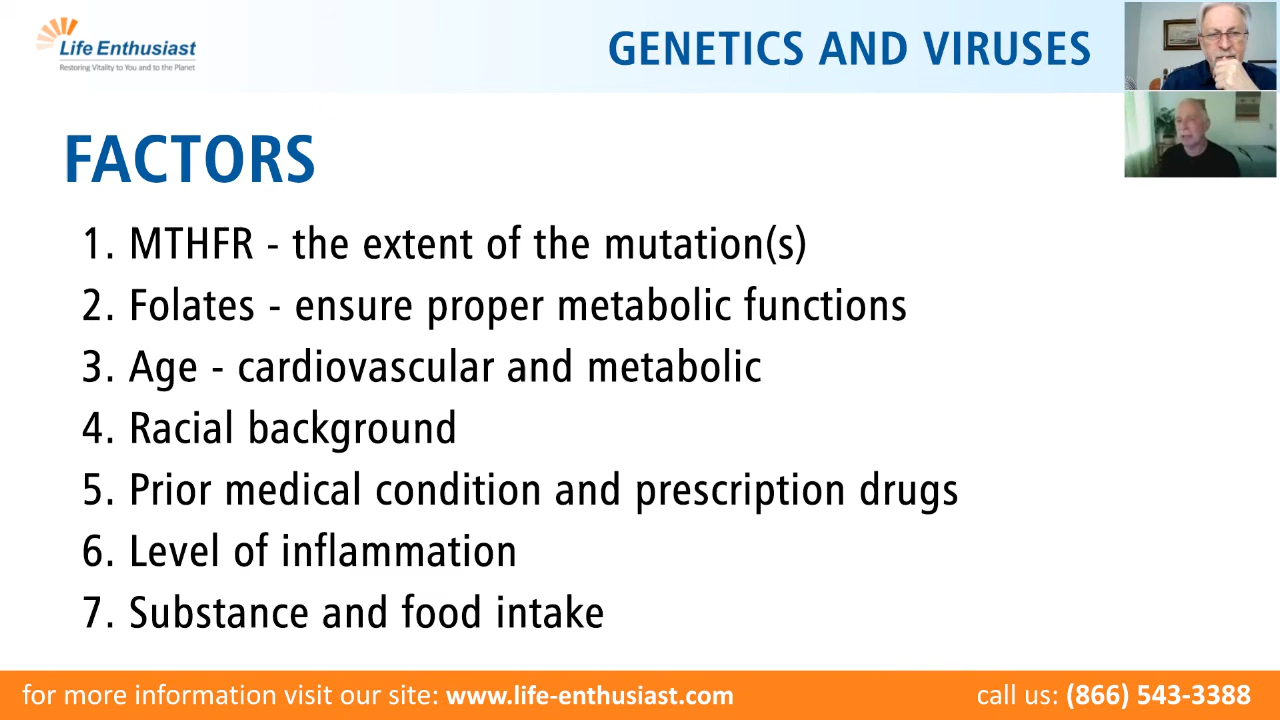 Life Enthusiast
Restoring Vitality to You and to the Planet
GENETICS AND VIRUSES
FACTORS
1. MTHFR - the extent of the mutation(s)
2. Folates - ensure proper metabolic functions
3. Age - cardiovascular and metabolic
4. Racial background
5. Prior medical condition and prescription drugs
6. Level of inflammation
7. Substance and food intake
for more information visit our site: www.life-enthusiast.com
call us: (866) 543-3388